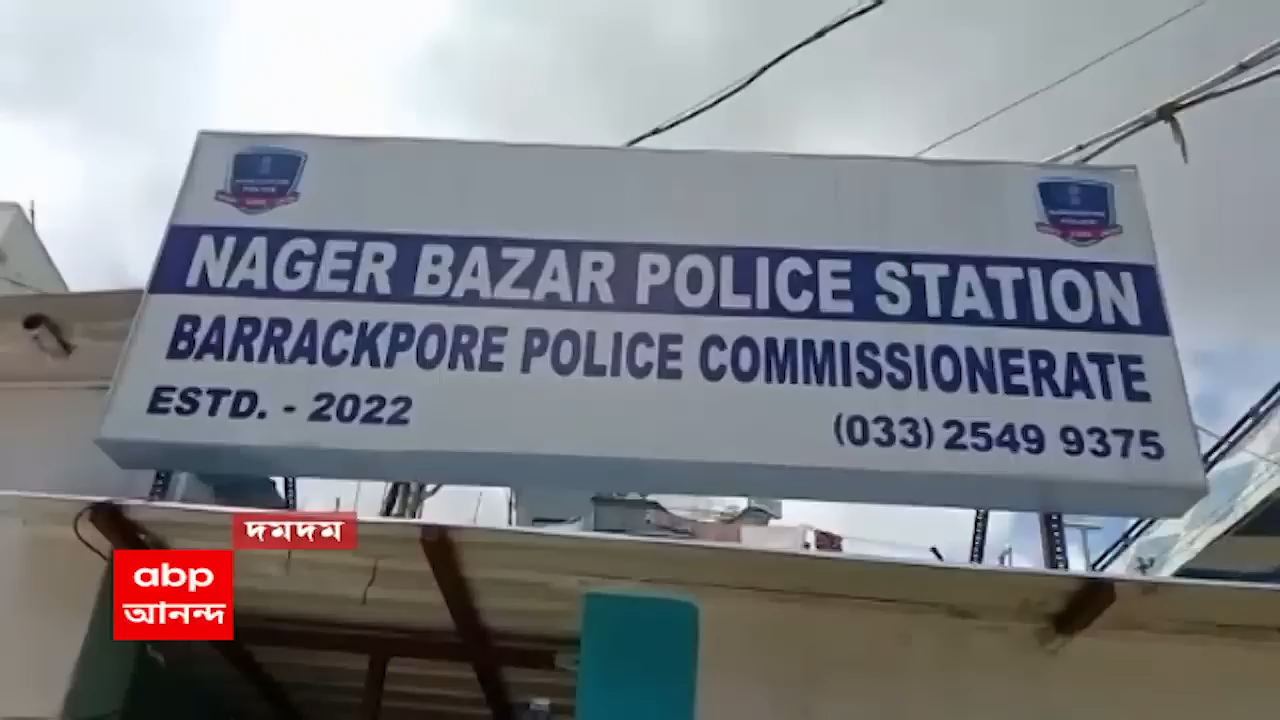 NAGER BAZAR POLICE STATION
BARRACKPORE POLICE COMMISSIONERATE
ESTD. - 2022
(033) 2549 9375
দমদম
abp
আনন্দ